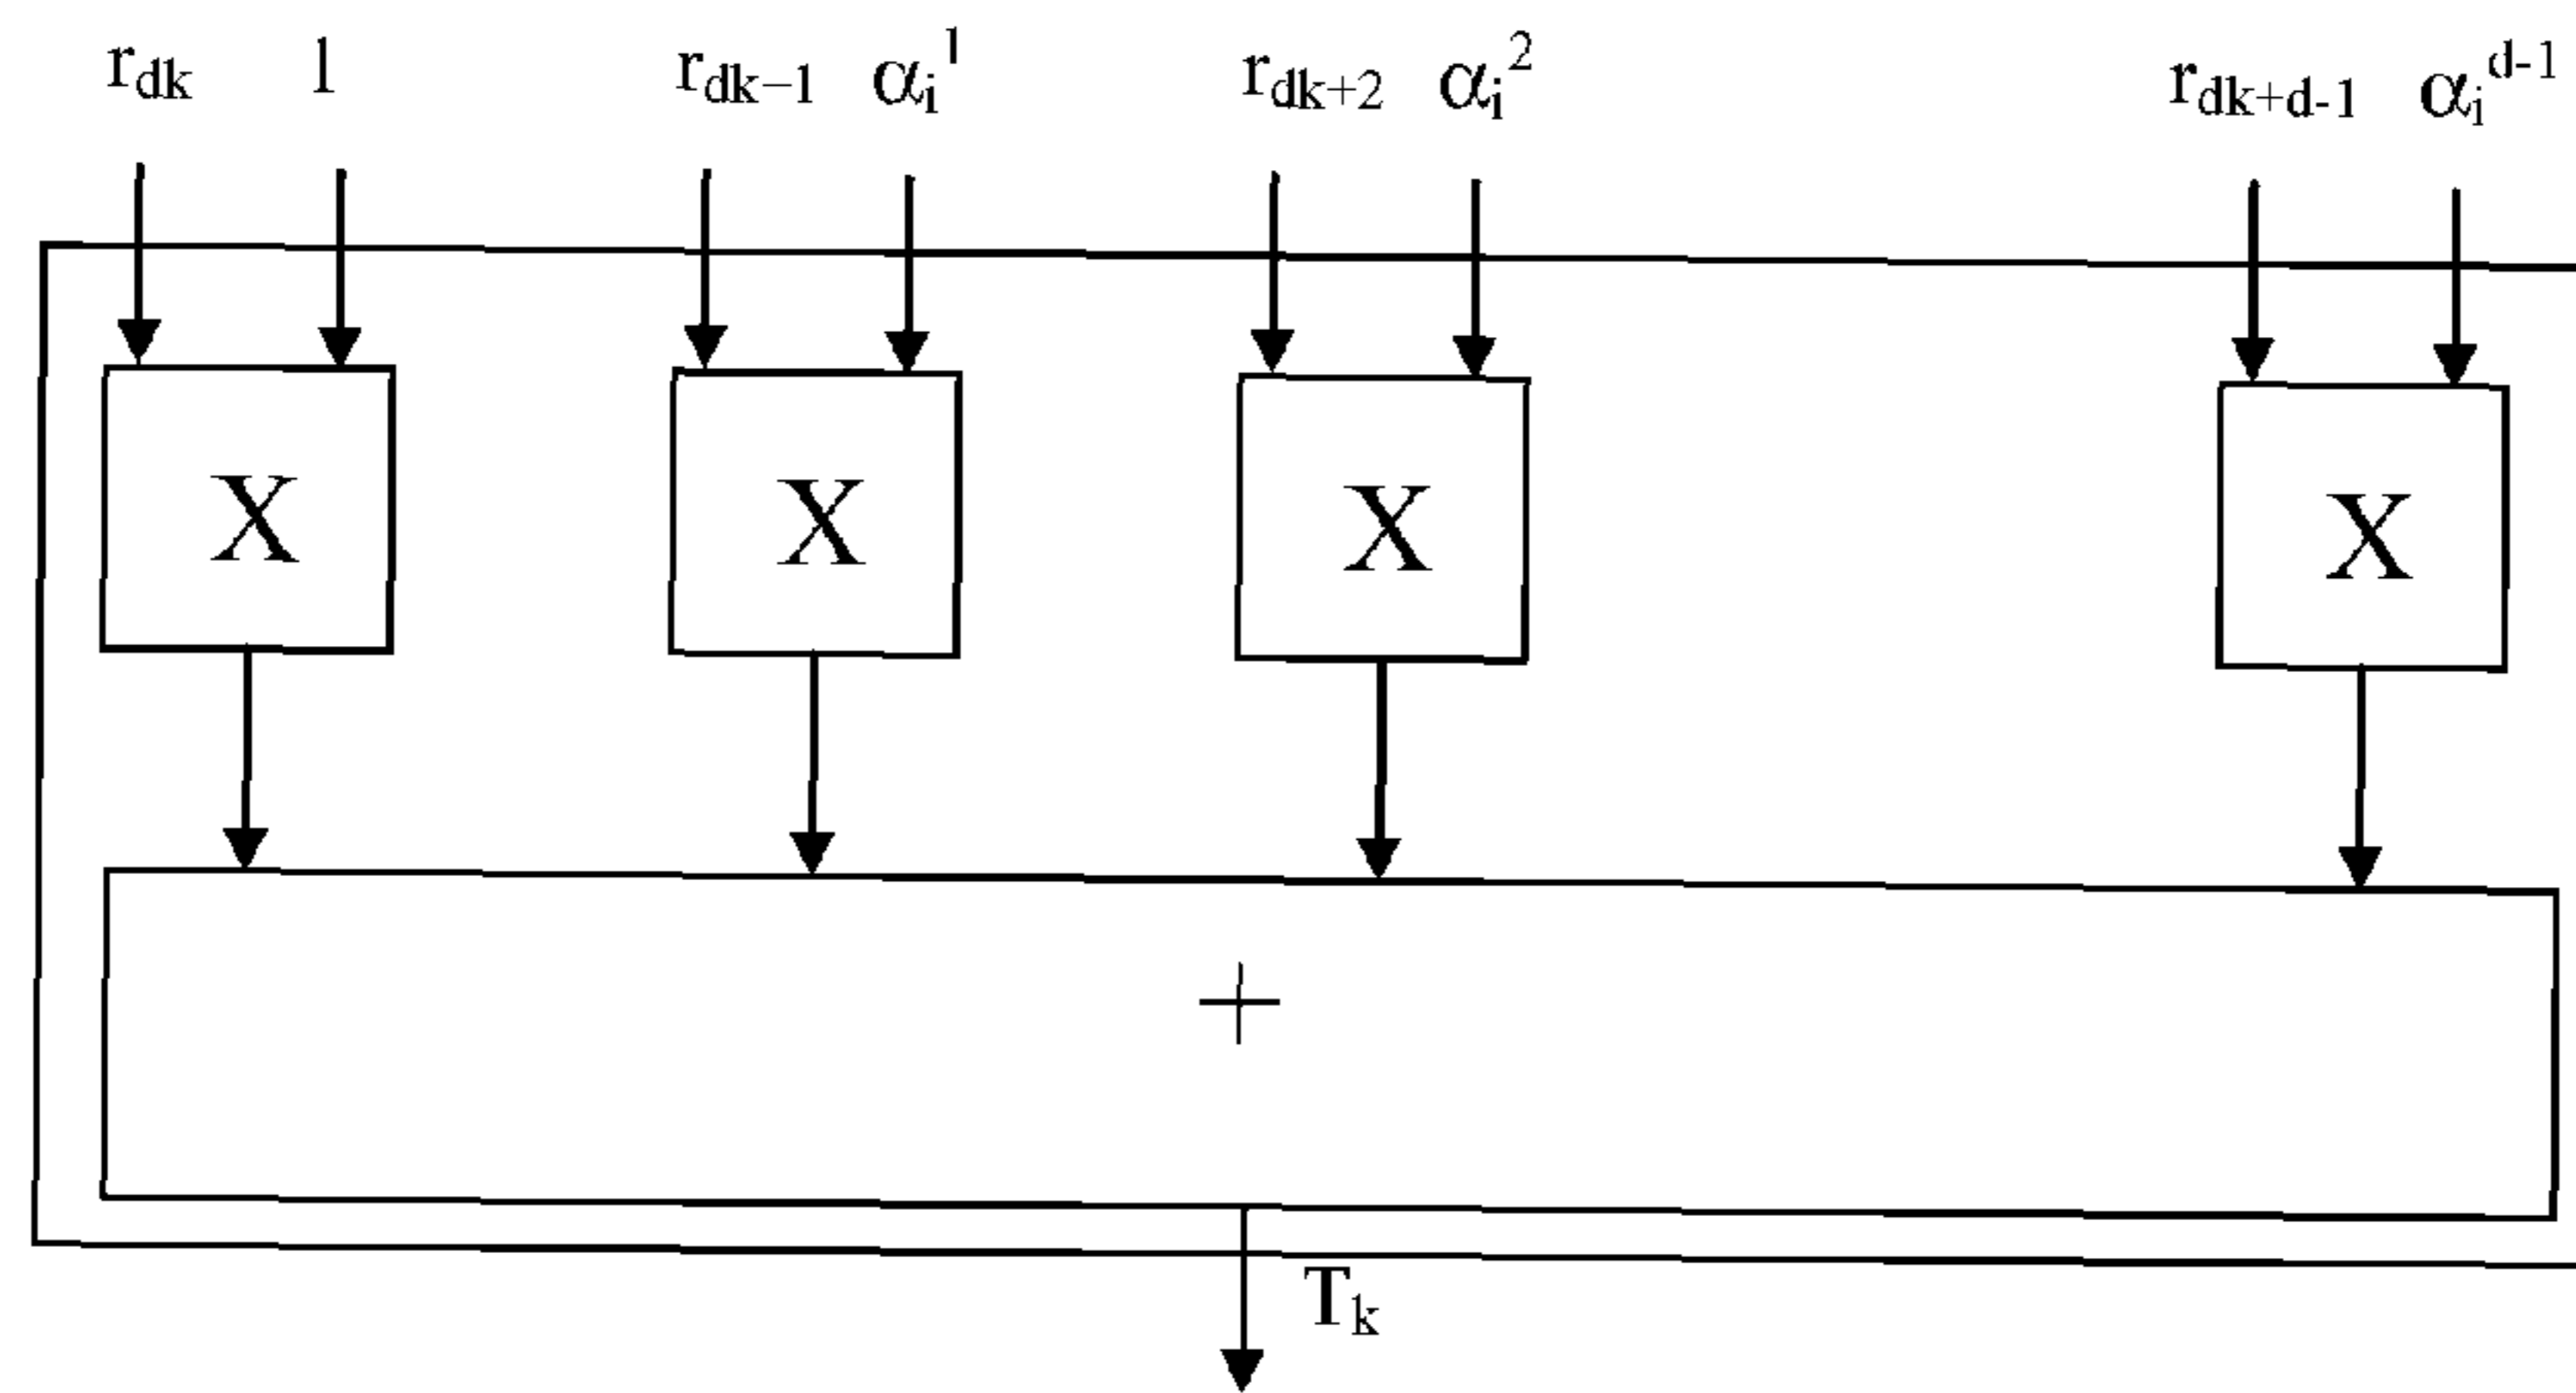 r_dk 1 r_dk−1 α_i^1 r_dk+2 α_i^2 r_dk+d-1 α_i^d-1
X X X X
+
T_k